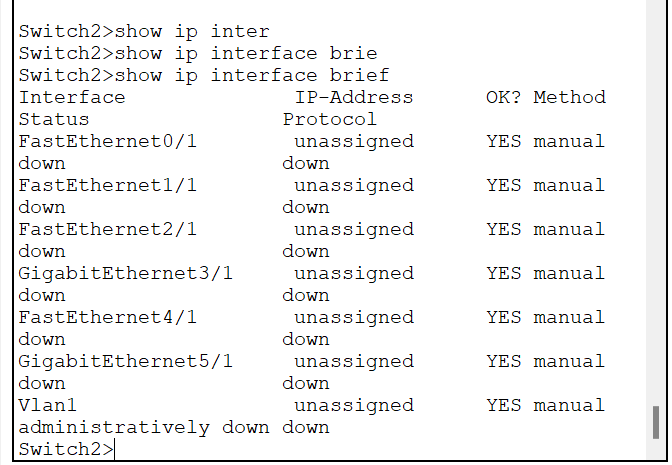 Switch2>show ip inter
Switch2>show ip interface brie
Switch2>show ip interface brief
Interface              IP-Address      OK? Method
Status                Protocol
FastEthernet0/1        unassigned      YES manual
down                  down
FastEthernet1/1        unassigned      YES manual
down                  down
FastEthernet2/1        unassigned      YES manual
down                  down
GigabitEthernet3/1     unassigned      YES manual
down                  down
FastEthernet4/1        unassigned      YES manual
down                  down
GigabitEthernet5/1     unassigned      YES manual
down                  down
Vlan1                  unassigned      YES manual
administratively down down
Switch2>